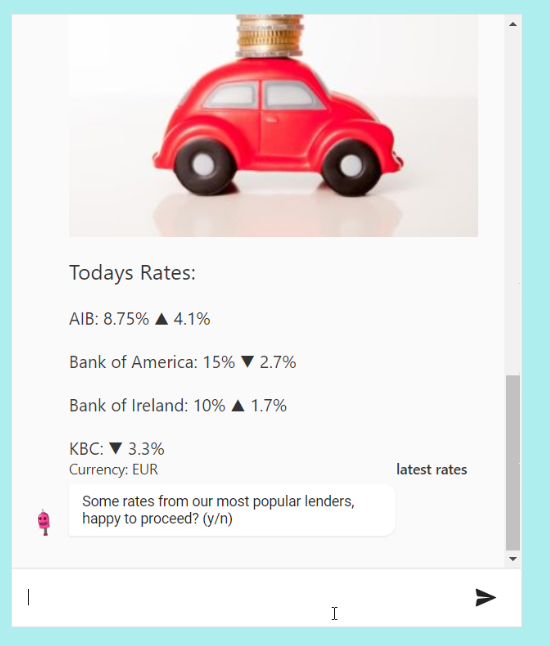 Todays Rates:
AIB: 8.75% ▲ 4.1%
Bank of America: 15% ▼ 2.7%
Bank of Ireland: 10% ▲ 1.7%
KBC: ▼ 3.3%
Currency: EUR latest rates
Some rates from our most popular lenders,
happy to proceed? (y/n)